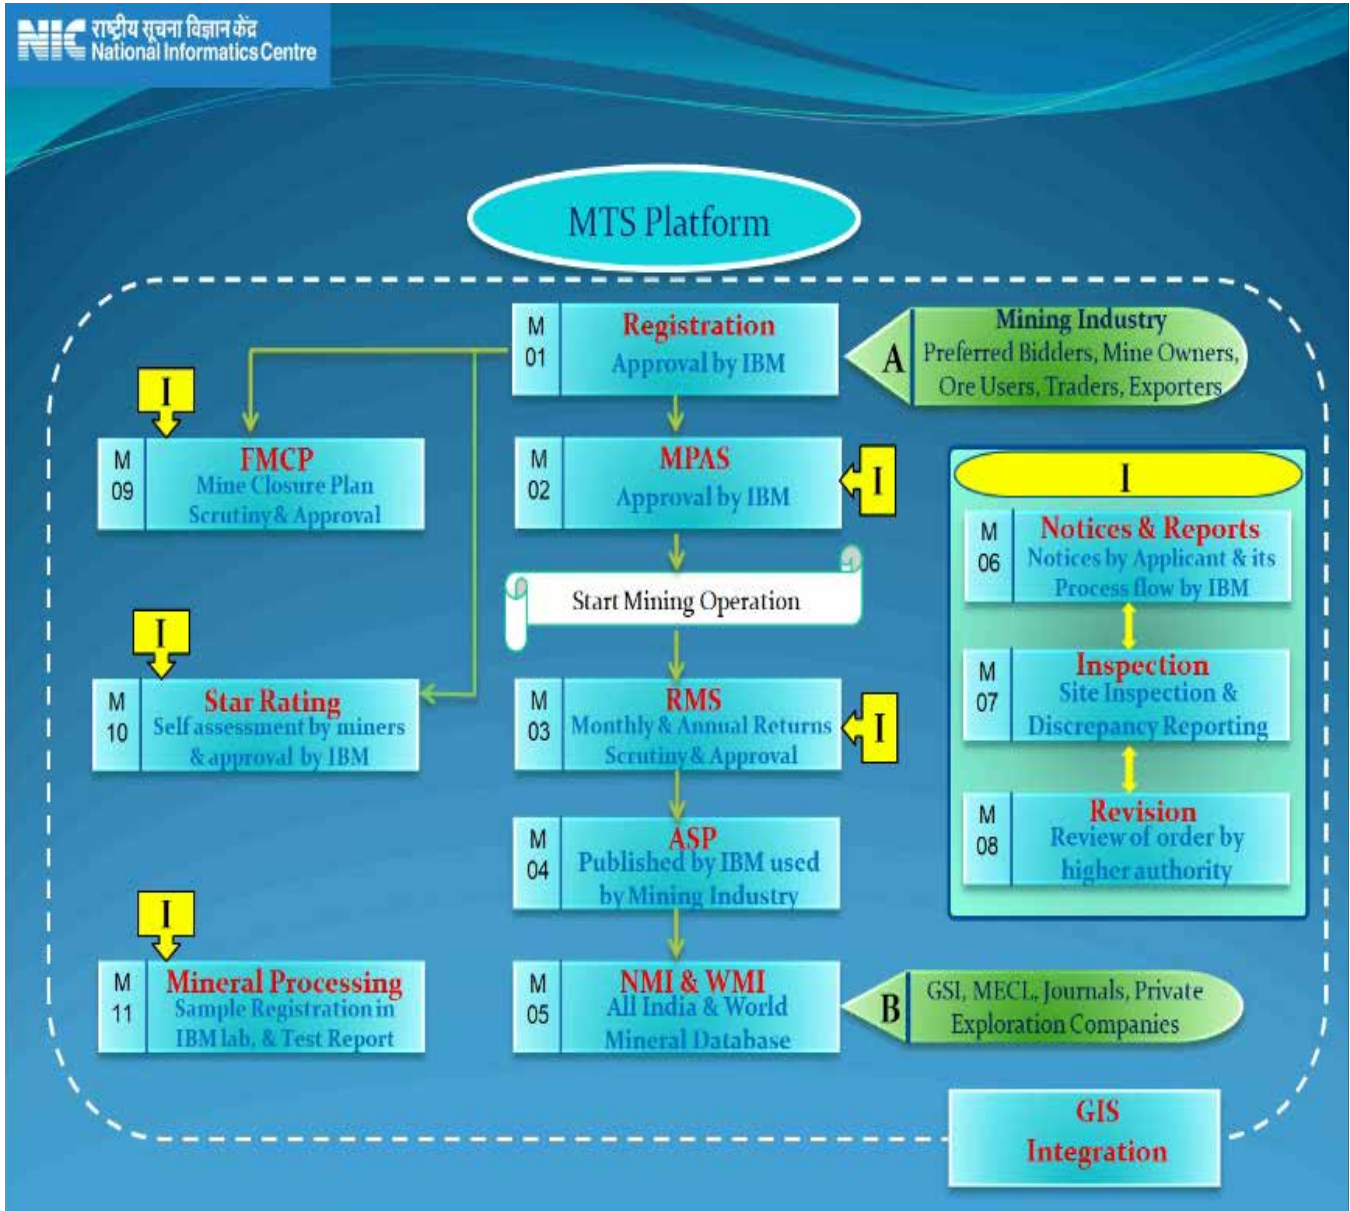 NIC राष्ट्रीय सूचना विज्ञान केंद्र
National Informatics Centre
MTS Platform
M
01
Registration
Approval by IBM
A
Mining Industry
Preferred Bidders, Mine Owners,
Ore Users, Traders, Exporters
I
M
09
FMCP
Mine Closure Plan
Scrutiny & Approval
M
02
MPAS
Approval by IBM
I
I
M
06
Notices & Reports
Notices by Applicant & its
Process flow by IBM
Start Mining Operation
I
M
10
Star Rating
Self assessment by miners
& approval by IBM
M
03
RMS
Monthly & Annual Returns
Scrutiny & Approval
I
M
07
Inspection
Site Inspection &
Discrepancy Reporting
M
04
ASP
Published by IBM used
by Mining Industry
M
08
Revision
Review of order by
higher authority
I
M
11
Mineral Processing
Sample Registration in
IBM lab, & Test Report
M
05
NMI & WMI
All India & World
Mineral Database
B
GSI, MECL, Journals, Private
Exploration Companies
GIS
Integration